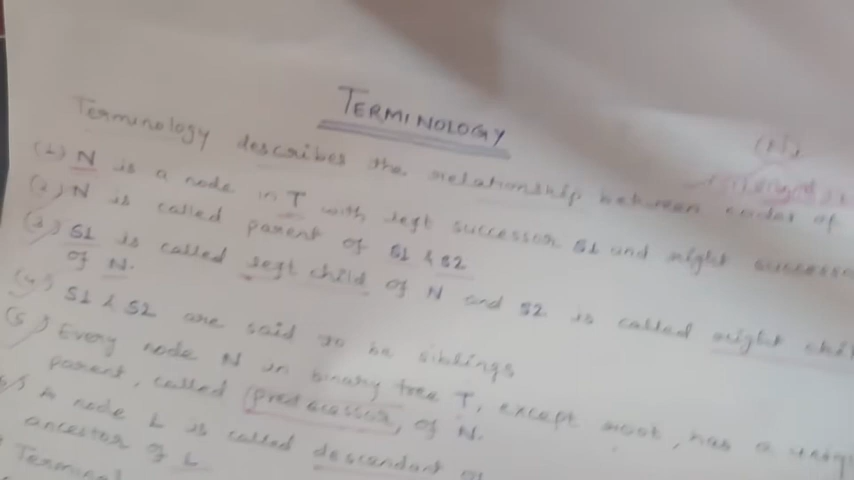 TERMINOLOGY
Terminology describes the relationship between nodes of
(N)
(1) N is a node in T with left successor S1 and right successor
(2) N is called parent of S1 & S2
(3) S1 is called left child of N and S2 is called right chi
of N.
(4) S1 & S2 are said to be siblings
(5) Every node N in binary tree T, except root, has a uniq
parent, called (predecessor, of N.
A node L is called descendant of
ancestor of L
Terminal